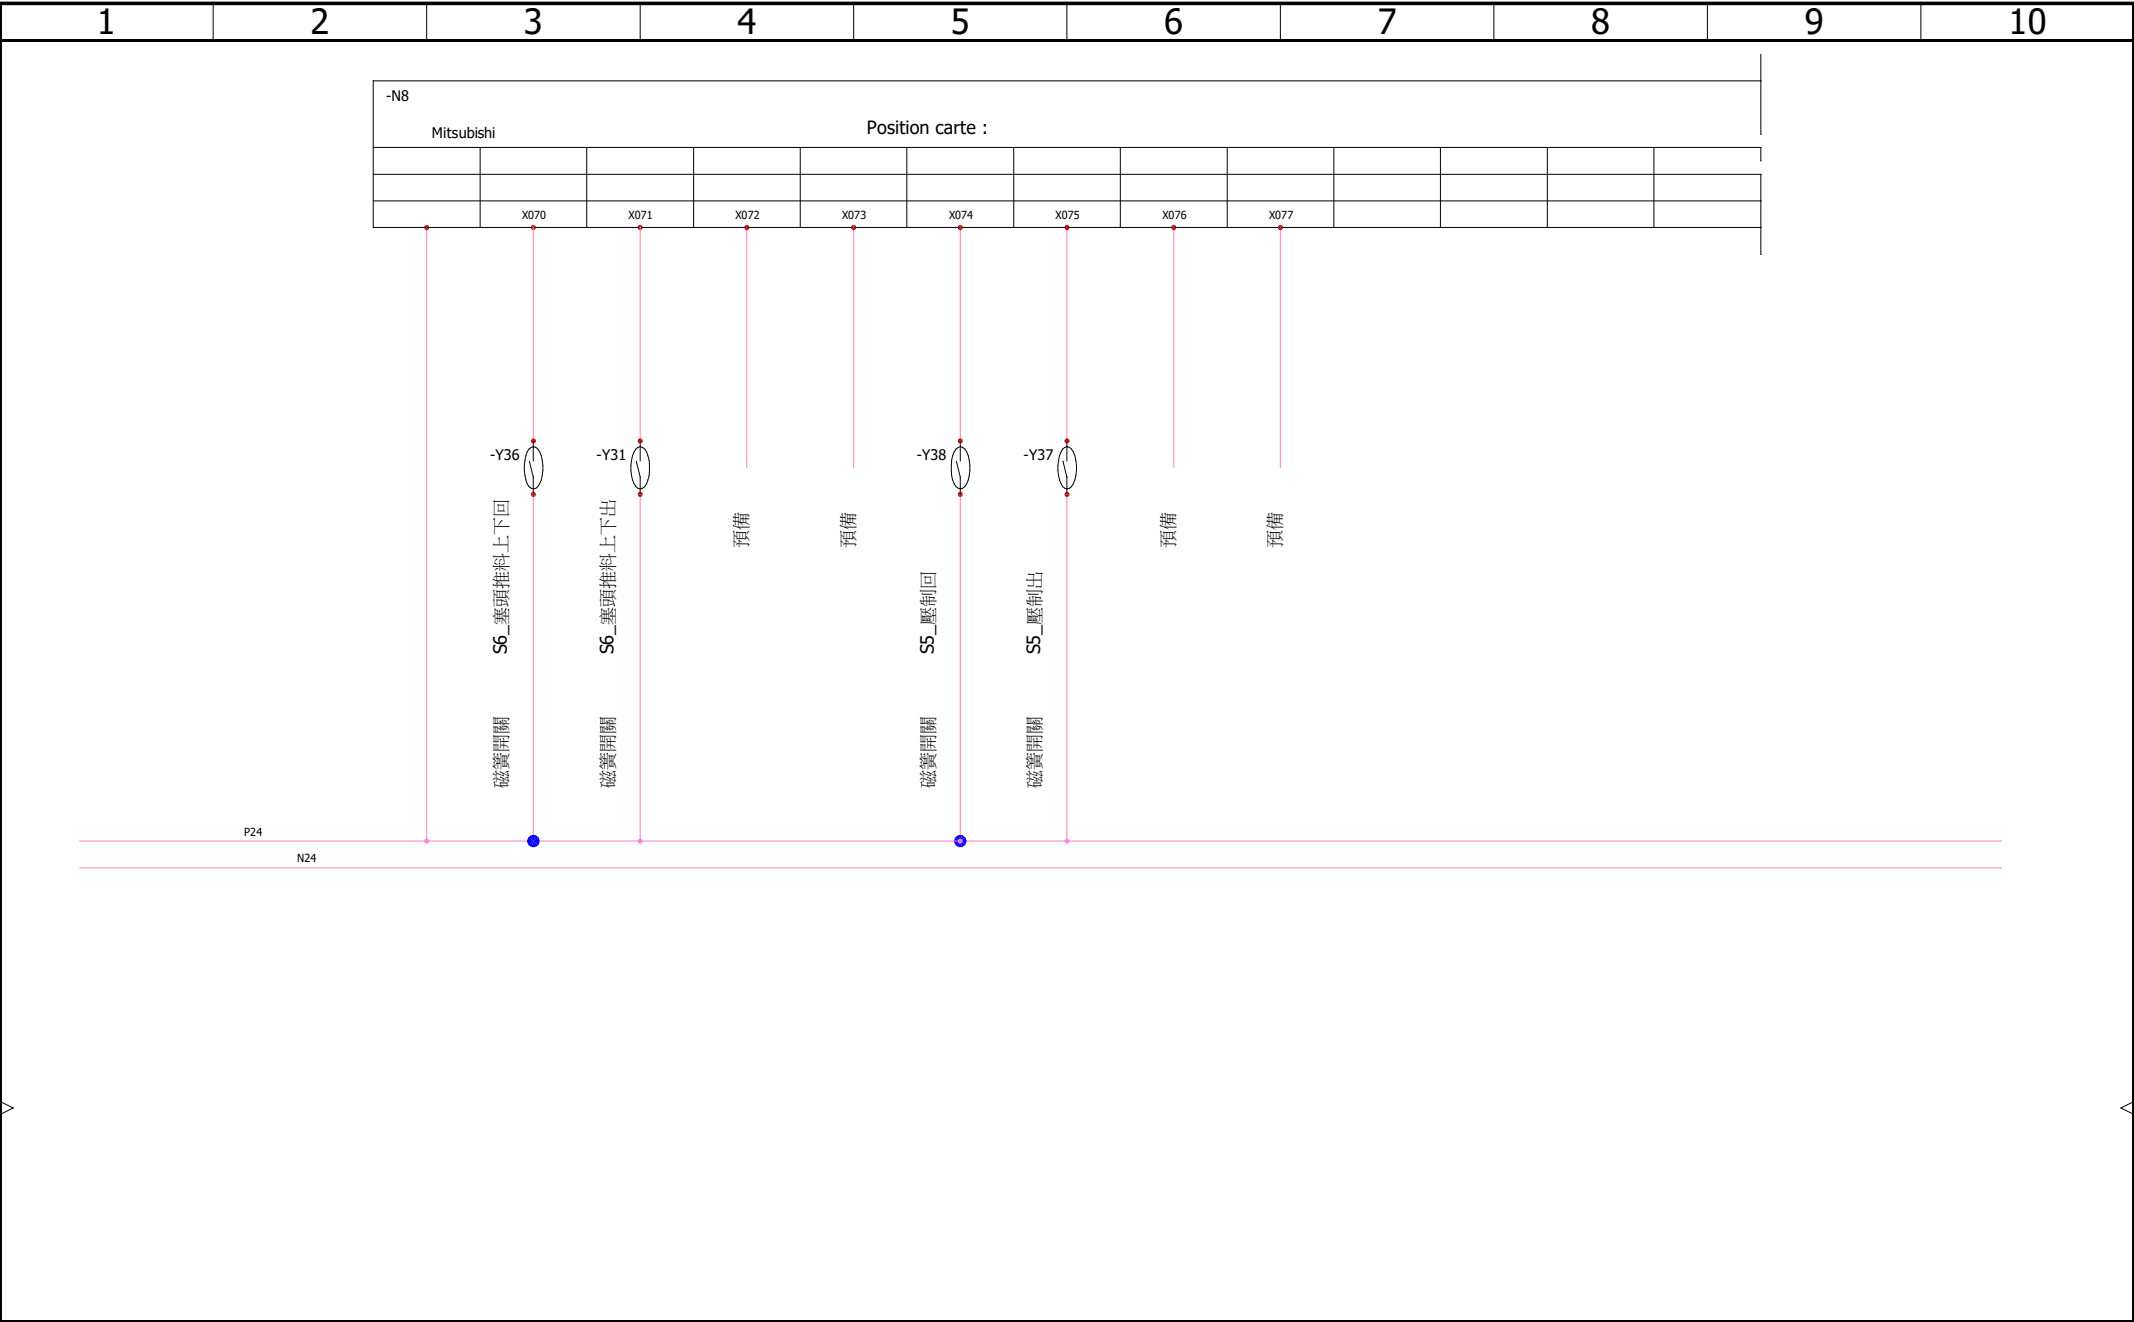 1 2 3 4 5 6 7 8 9 10
-N8
Mitsubishi
Position carte :
X070 X071 X072 X073 X074 X075 X076 X077
-Y36
-Y31
-Y38
-Y37
S6_塞頭推料上下回
磁簧開關
S6_塞頭推料上下出
磁簧開關
預備
預備
S5_壓制回
磁簧開關
S5_壓制出
磁簧開關
預備
預備
P24
N24